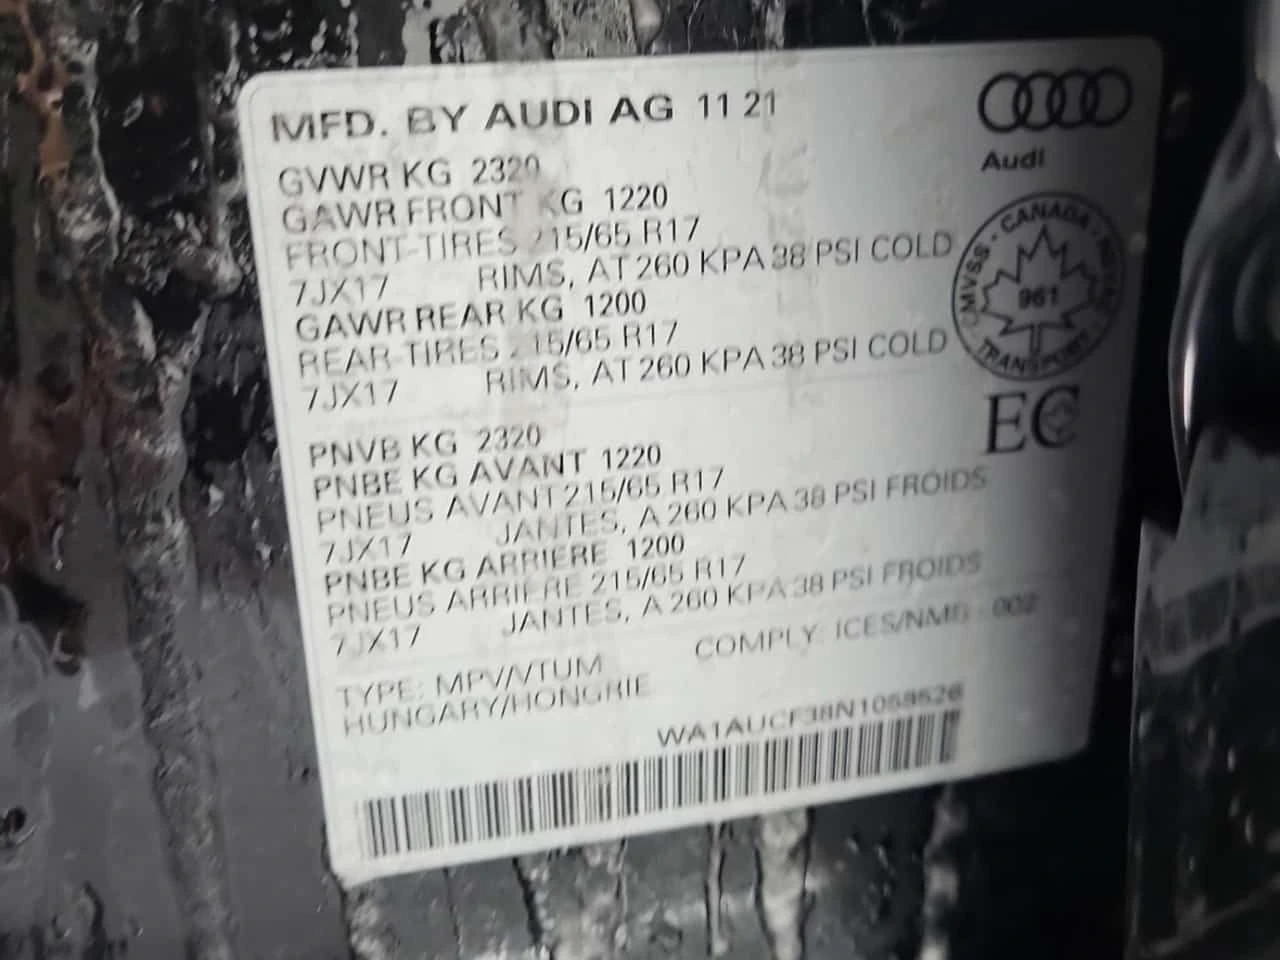 MFD. BY AUDI AG 11 21
Audi
GVWR KG 2320
GAWR FRONT KG 1220
FRONT-TIRES 215/65 R17
7JX17 RIMS, AT 260 KPA 38 PSI COLD
GAWR REAR KG 1200
REAR-TIRES 215/65 R17
7JX17 RIMS, AT 260 KPA 38 PSI COLD
CANADA
CMVSS
961
TRANSPORT
EC
PNVB KG 2320
PNBE KG AVANT 1220
PNEUS AVANT 215/65 R17
7JX17 JANTES, A 260 KPA 38 PSI FROIDS
PNBE KG ARRIERE 1200
PNEUS ARRIERE 215/65 R17
7JX17 JANTES, A 260 KPA 38 PSI FROIDS
TYPE: MPV/VTUM COMPLY: ICES/NMB - 002
HUNGARY/HONGRIE